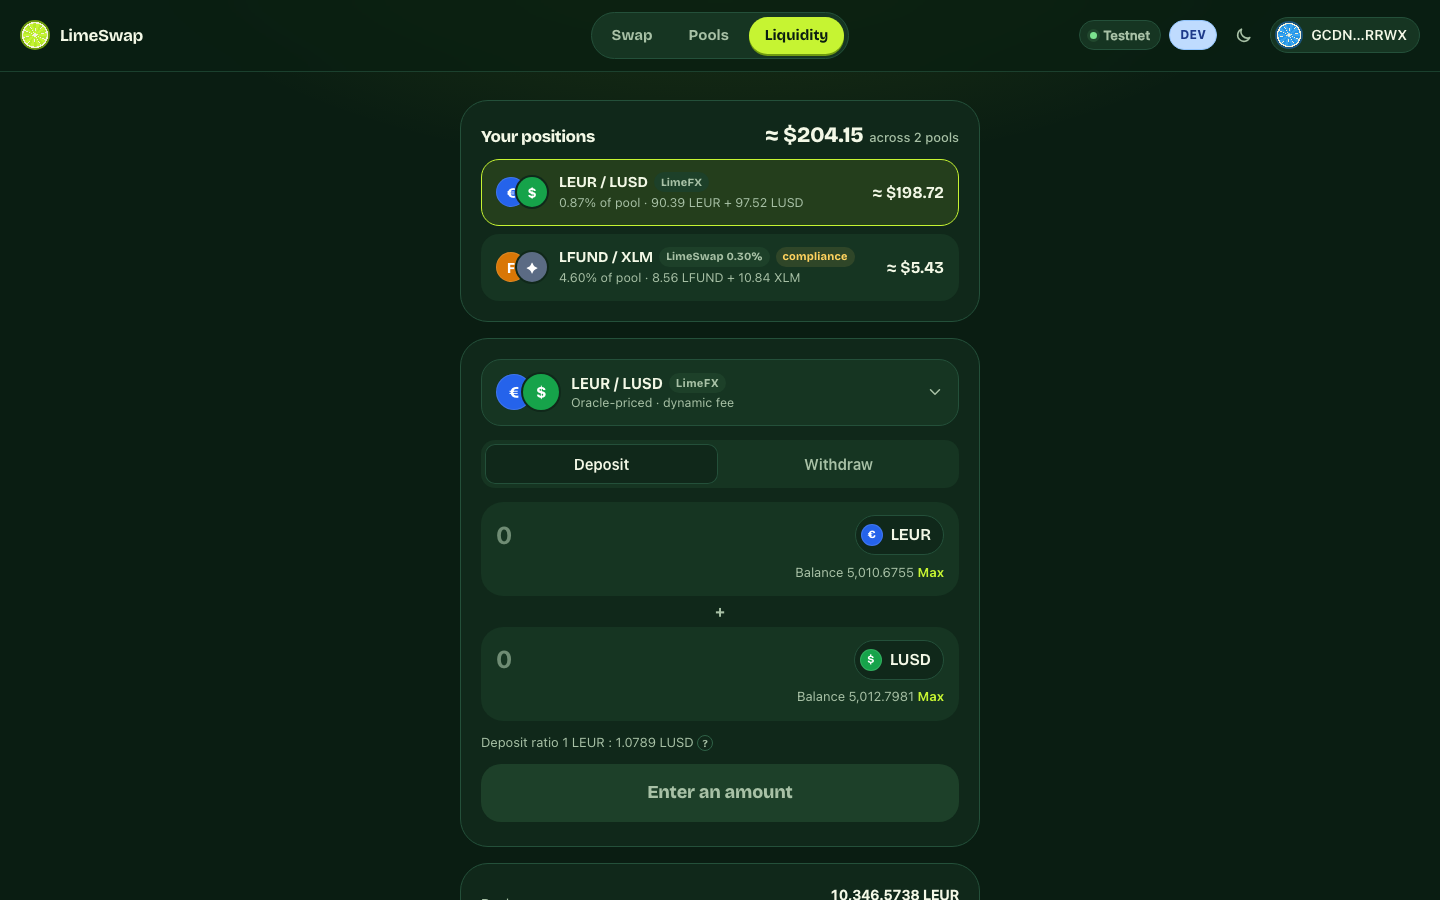 LimeSwap
Swap
Pools
Liquidity
Testnet
DEV
GCDN...RRWX
Your positions
≈ $204.15 across 2 pools
€ $
LEUR / LUSD LimeFX
0.87% of pool · 90.39 LEUR + 97.52 LUSD
≈ $198.72
F ✦
LFUND / XLM LimeSwap 0.30% compliance
4.60% of pool · 8.56 LFUND + 10.84 XLM
≈ $5.43
€ $
LEUR / LUSD LimeFX
Oracle-priced · dynamic fee
Deposit
Withdraw
0
€ LEUR
Balance 5,010.6755 Max
+
0
$ LUSD
Balance 5,012.7981 Max
Deposit ratio 1 LEUR : 1.0789 LUSD ?
Enter an amount
10,346.5738 LEUR